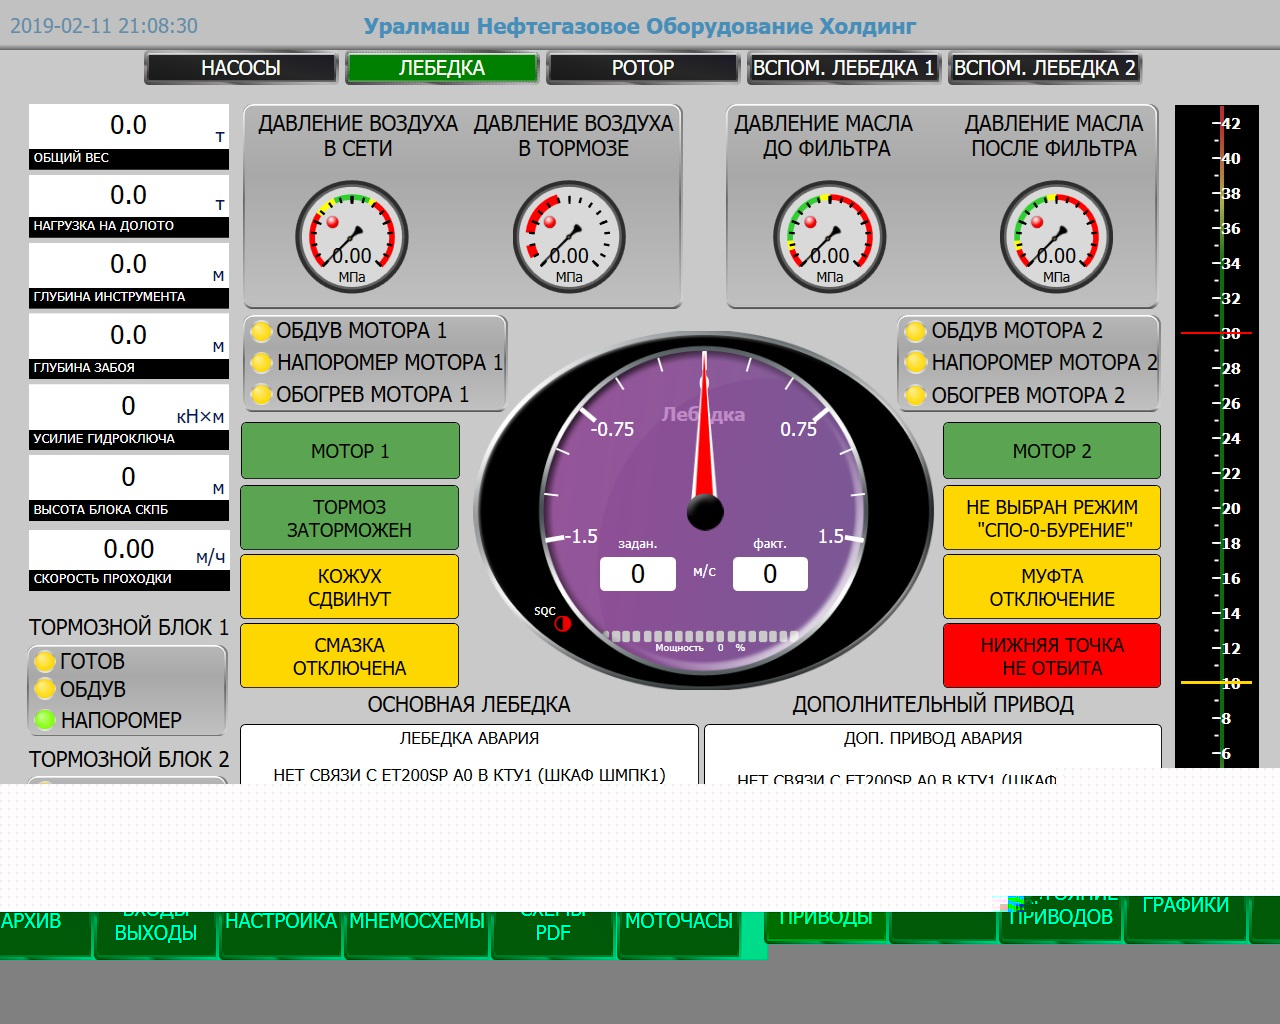 2019-02-11 21:08:30
Уралмаш Нефтегазовое Оборудование Холдинг
НАСОСЫ
ЛЕБЕДКА
РОТОР
ВСПОМ. ЛЕБЕДКА 1
ВСПОМ. ЛЕБЕДКА 2
0.0 т
ОБЩИЙ ВЕС
0.0 т
НАГРУЗКА НА ДОЛОТО
0.0 м
ГЛУБИНА ИНСТРУМЕНТА
0.0 м
ГЛУБИНА ЗАБОЯ
0 кН×м
УСИЛИЕ ГИДРОКЛЮЧА
0 м
ВЫСОТА БЛОКА СКПБ
0.00 м/ч
СКОРОСТЬ ПРОХОДКИ
ТОРМОЗНОЙ БЛОК 1
ГОТОВ
ОБДУВ
НАПОРОМЕР
ТОРМОЗНОЙ БЛОК 2
ДАВЛЕНИЕ ВОЗДУХА
В СЕТИ
0.00
МПа
ДАВЛЕНИЕ ВОЗДУХА
В ТОРМОЗЕ
0.00
МПа
ДАВЛЕНИЕ МАСЛА
ДО ФИЛЬТРА
0.00
МПа
ДАВЛЕНИЕ МАСЛА
ПОСЛЕ ФИЛЬТРА
0.00
МПа
ОБДУВ МОТОРА 1
НАПОРОМЕР МОТОРА 1
ОБОГРЕВ МОТОРА 1
ОБДУВ МОТОРА 2
НАПОРОМЕР МОТОРА 2
ОБОГРЕВ МОТОРА 2
МОТОР 1
ТОРМОЗ
ЗАТОРМОЖЕН
КОЖУХ
СДВИНУТ
СМАЗКА
ОТКЛЮЧЕНА
Лебедка
-0.75
0
0.75
-1.5
1.5
задан.
факт.
0
м/с
0
SQC
Мощность 0 %
МОТОР 2
НЕ ВЫБРАН РЕЖИМ
"СПО-0-БУРЕНИЕ"
МУФТА
ОТКЛЮЧЕНИЕ
НИЖНЯЯ ТОЧКА
НЕ ОТБИТА
42
40
38
36
34
32
30
28
26
24
22
20
18
16
14
12
10
8
6
ОСНОВНАЯ ЛЕБЕДКА
ЛЕБЕДКА АВАРИЯ
НЕТ СВЯЗИ С ET200SP A0 В КТУ1 (ШКАФ ШМПК1)
ДОПОЛНИТЕЛЬНЫЙ ПРИВОД
ДОП. ПРИВОД АВАРИЯ
НЕТ СВЯЗИ С ET200SP A0 В КТУ1 (ШКАФ
АРХИВ
ВХОДЫ
ВЫХОДЫ
НАСТРОЙКА
МНЕМОСХЕМЫ
СХЕМЫ
PDF
МОТОЧАСЫ
ПРИВОДЫ
ПРИВОДОВ
ГРАФИКИ